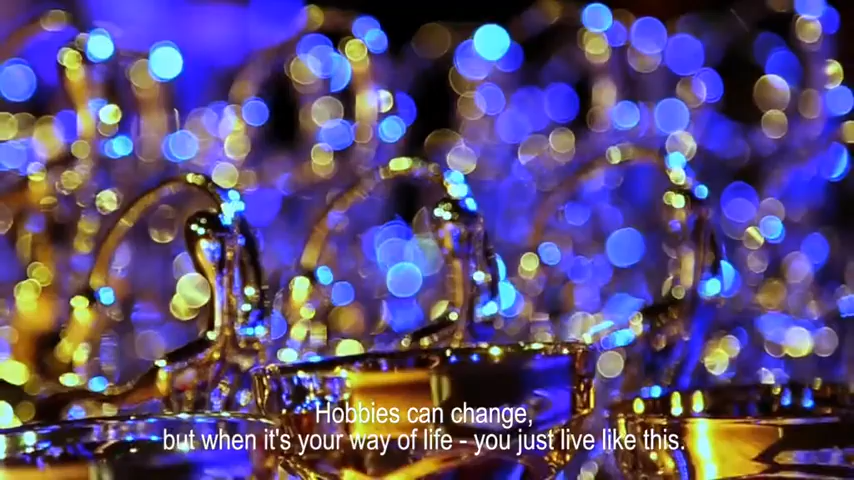 Hobbies can change,
but when it's your way of life - you just live like this.